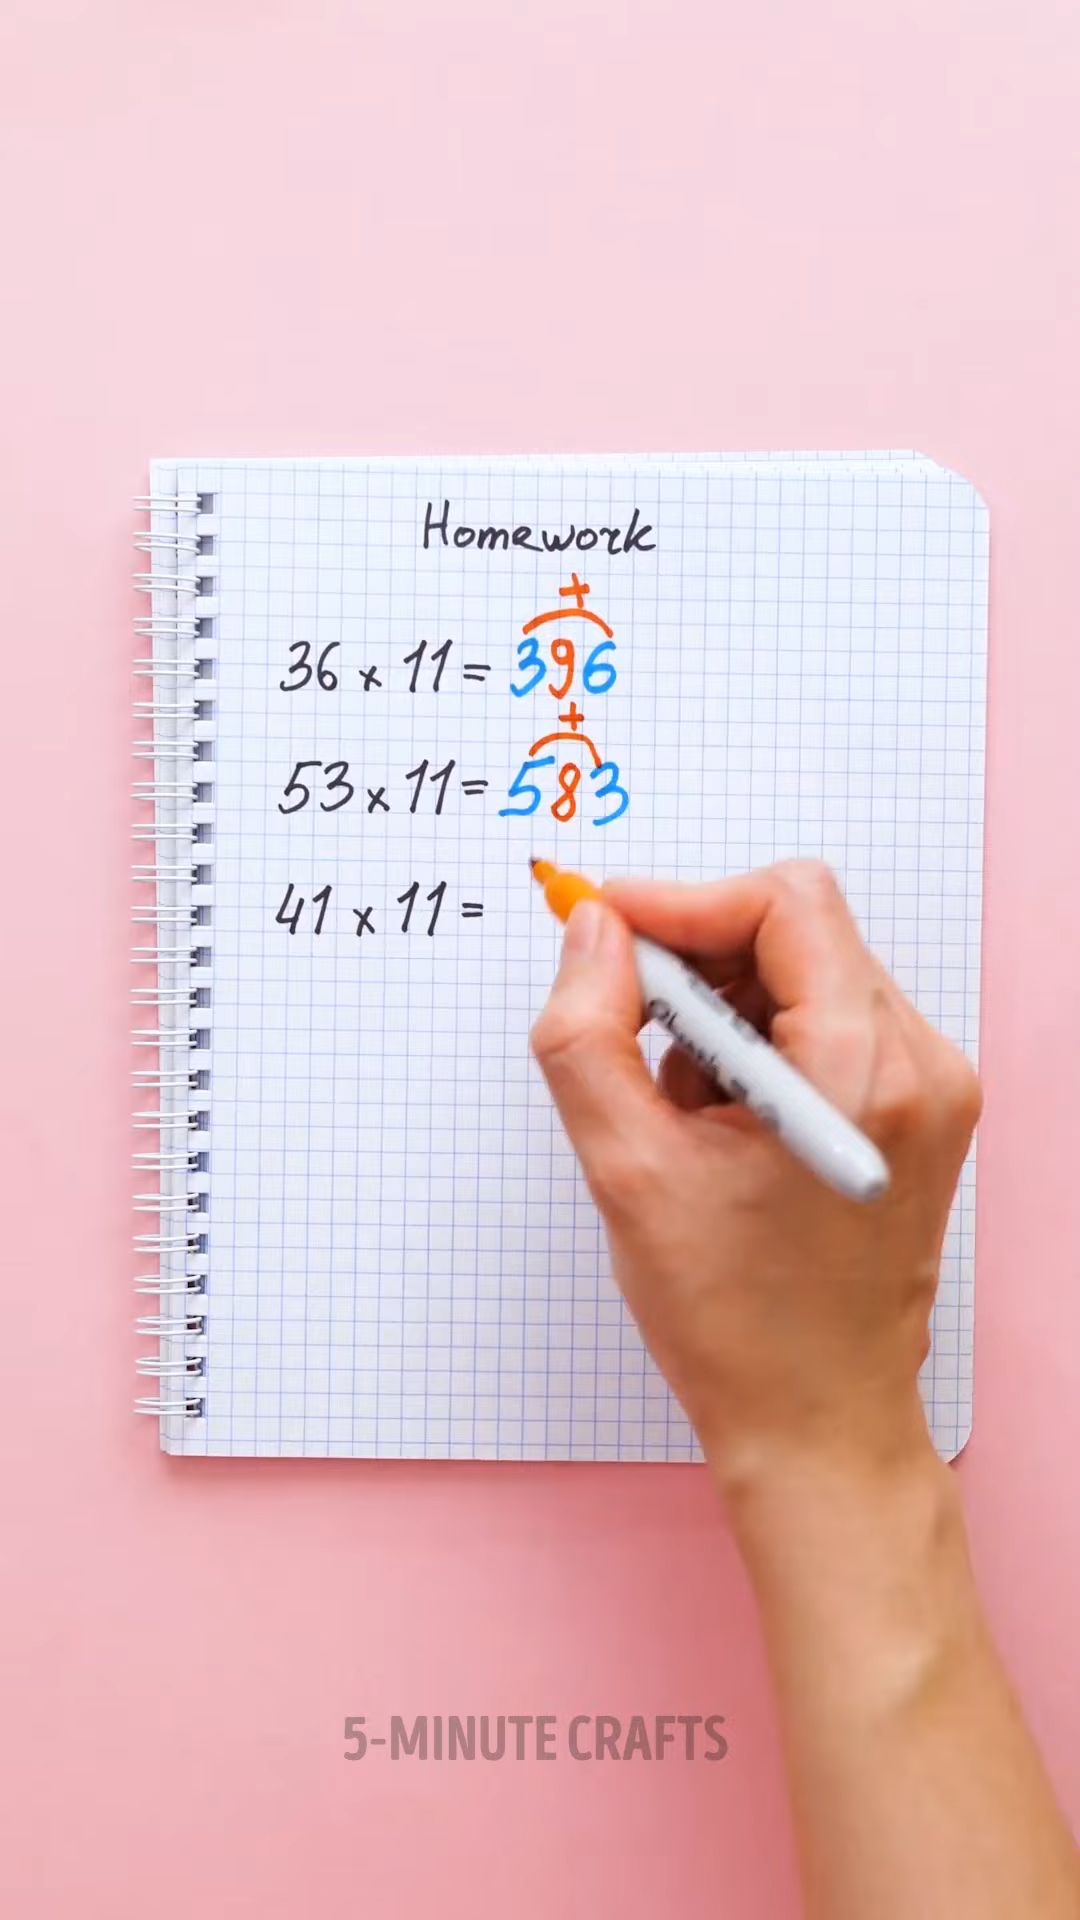 Homework
+
36 x 11 = 396
+
53 x 11 = 583
41 x 11 =
5-MINUTE CRAFTS